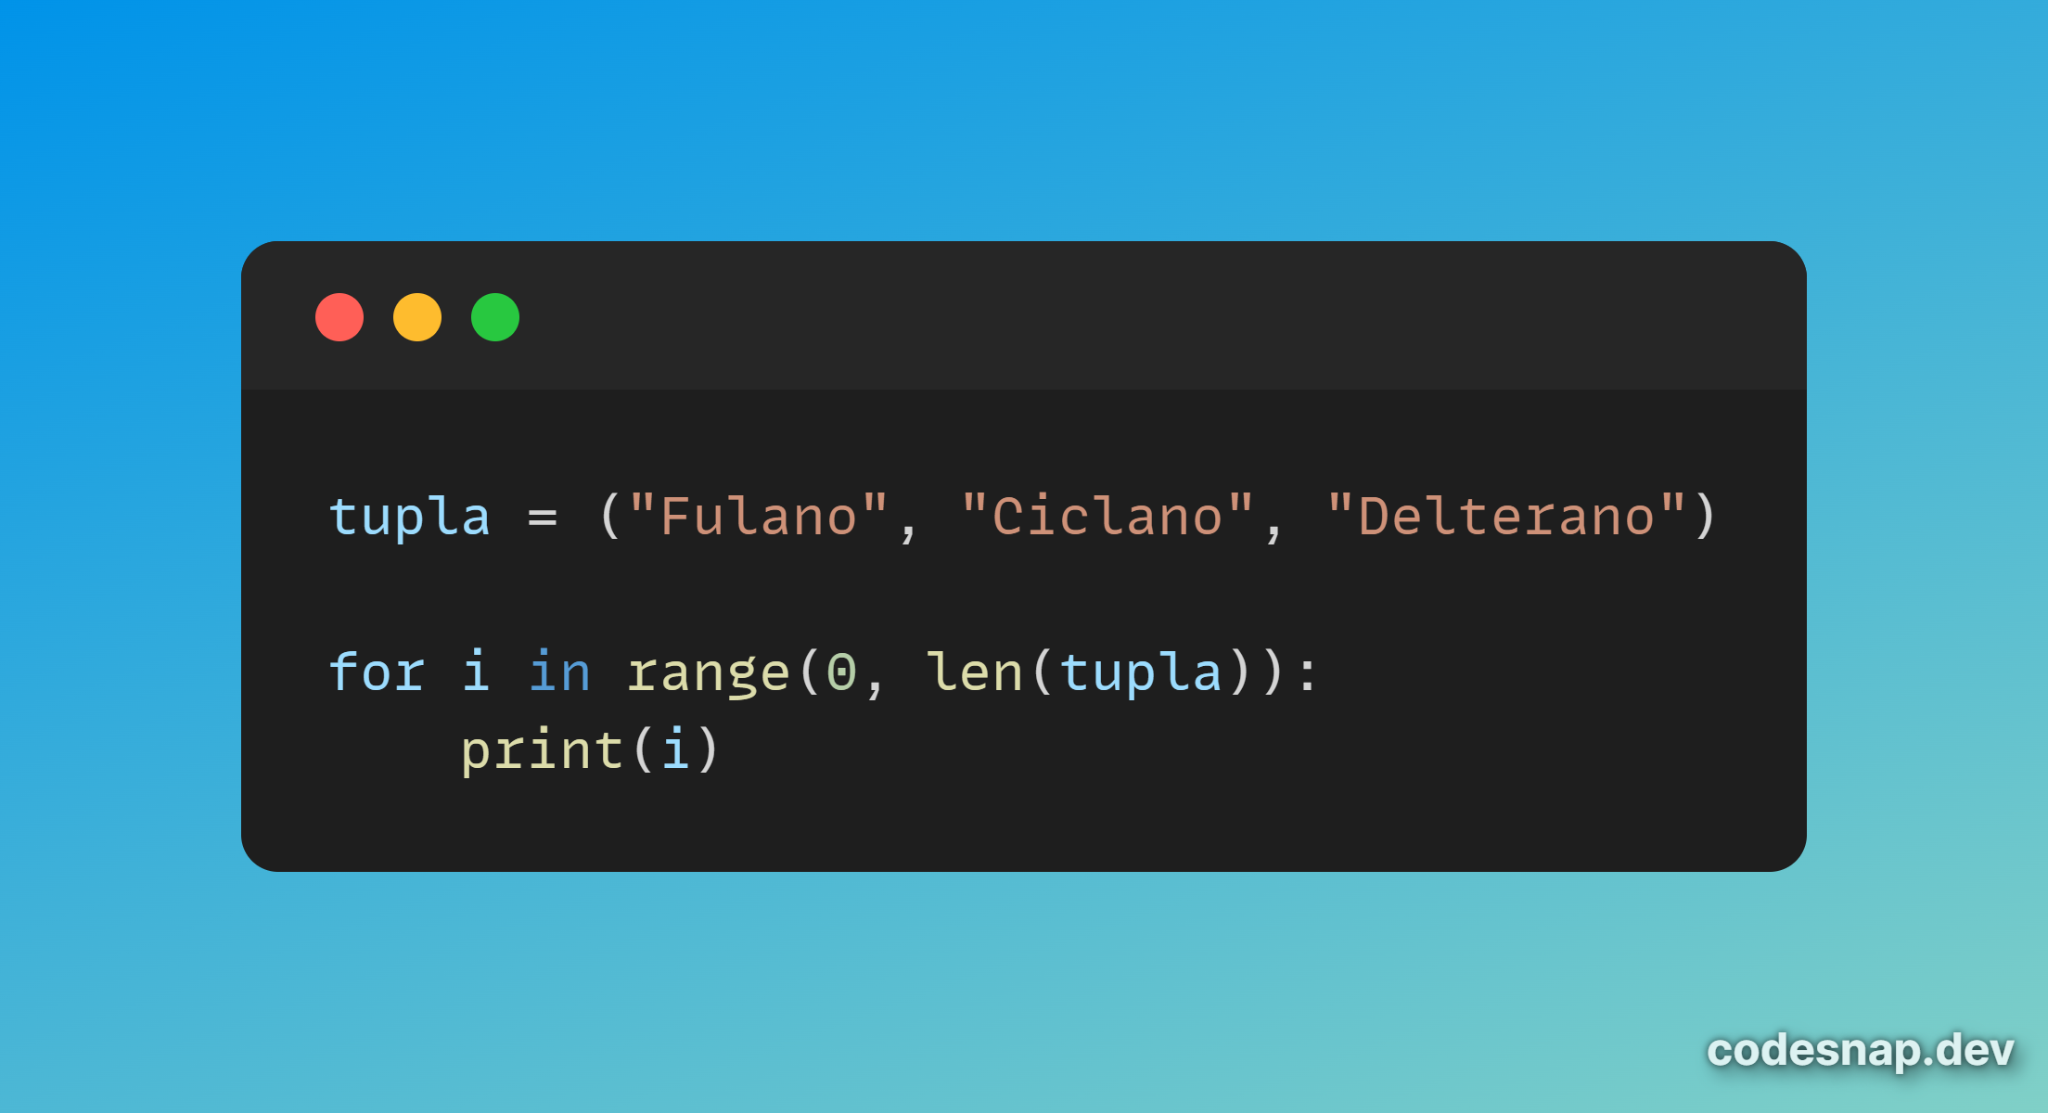 tupla = ("Fulano", "Ciclano", "Delterano")
for i in range(0, len(tupla)):
    print(i)
codesnap.dev